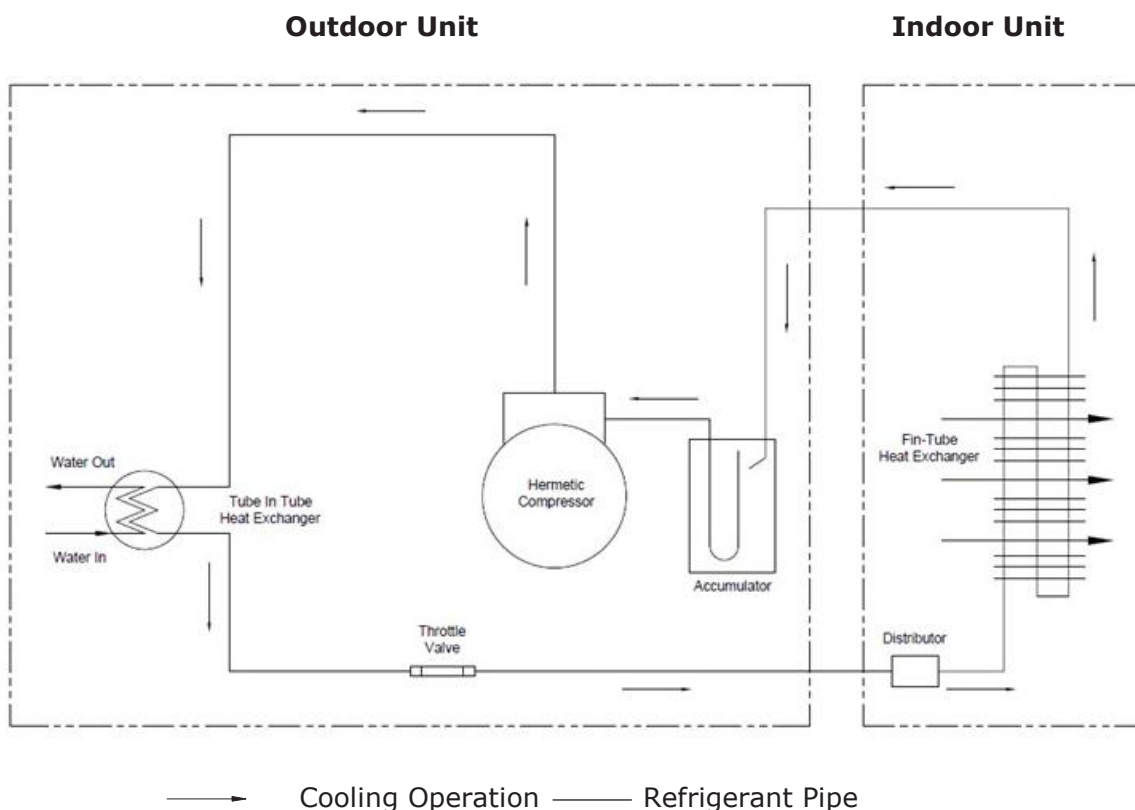 Outdoor Unit
Indoor Unit
Water Out
Tube In Tube
Heat Exchanger
Water In
Hermetic
Compressor
Accumulator
Fin-Tube
Heat Exchanger
Throttle
Valve
Distributor
Cooling Operation
Refrigerant Pipe